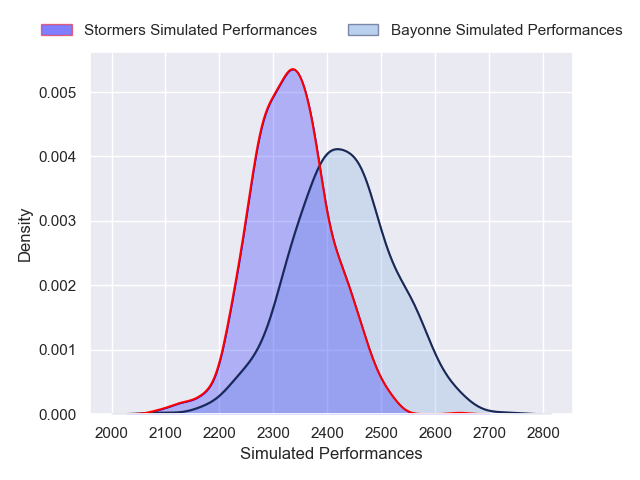 Stormers Simulated Performances Bayonne Simulated Performances
0.005
0.004
0.003
0.002
0.001
0.000
Density
2000 2100 2200 2300 2400 2500 2600 2700 2800
Simulated Performances